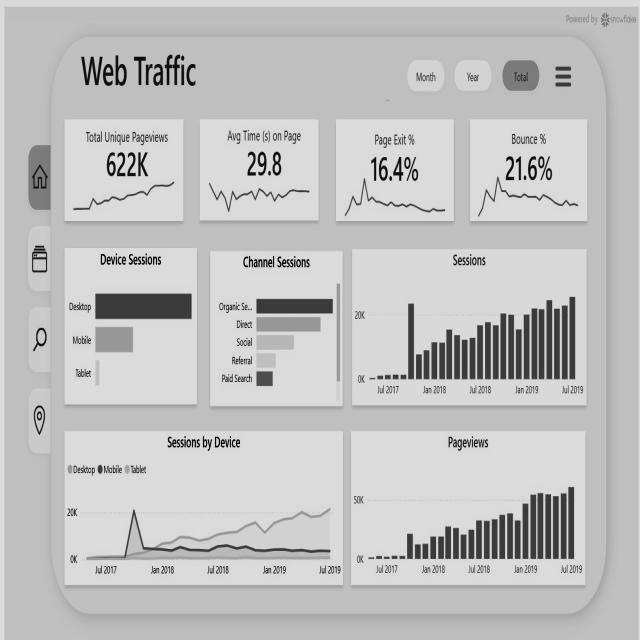 Powered by snowflake
Web Traffic
Month
Year
Total
Total Unique Pageviews
622K
Avg Time (s) on Page
29.8
Page Exit %
16.4%
Bounce %
21.6%
Device Sessions
Desktop
Mobile
Tablet
Channel Sessions
Organic Se...
Direct
Social
Referral
Paid Search
Sessions
20K
0K
Jul 2017 Jan 2018 Jul 2018 Jan 2019 Jul 2019
Sessions by Device
Desktop Mobile Tablet
20K
0K
Jul 2017 Jan 2018 Jul 2018 Jan 2019 Jul 2019
Pageviews
50K
0K
Jul 2017 Jan 2018 Jul 2018 Jan 2019 Jul 2019